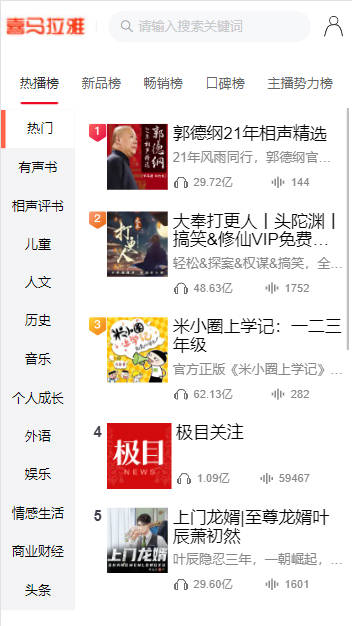 喜马拉雅
请输入搜索关键词
热播榜 新品榜 畅销榜 口碑榜 主播势力榜
热门
有声书
相声评书
儿童
人文
历史
音乐
个人成长
外语
娱乐
情感生活
商业财经
头条
1
郭德纲
郭德纲21年相声精选
21年风雨同行，郭德纲官...
29.72亿 144
2
打更人
大奉打更人丨头陀渊丨
搞笑&修仙VIP免费...
轻松&探案&权谋&搞笑，全...
48.63亿 1752
3
米小圈
上学记
米小圈上学记：一二三
年级
官方正版《米小圈上学记》...
62.13亿 282
4
极目
NEWS
极目关注
1.09亿 59467
5
上门龙婿
SHANGMENLONGXU
上门龙婿|至尊龙婿叶
辰萧初然
叶辰隐忍三年，一朝崛起，...
29.60亿 1601